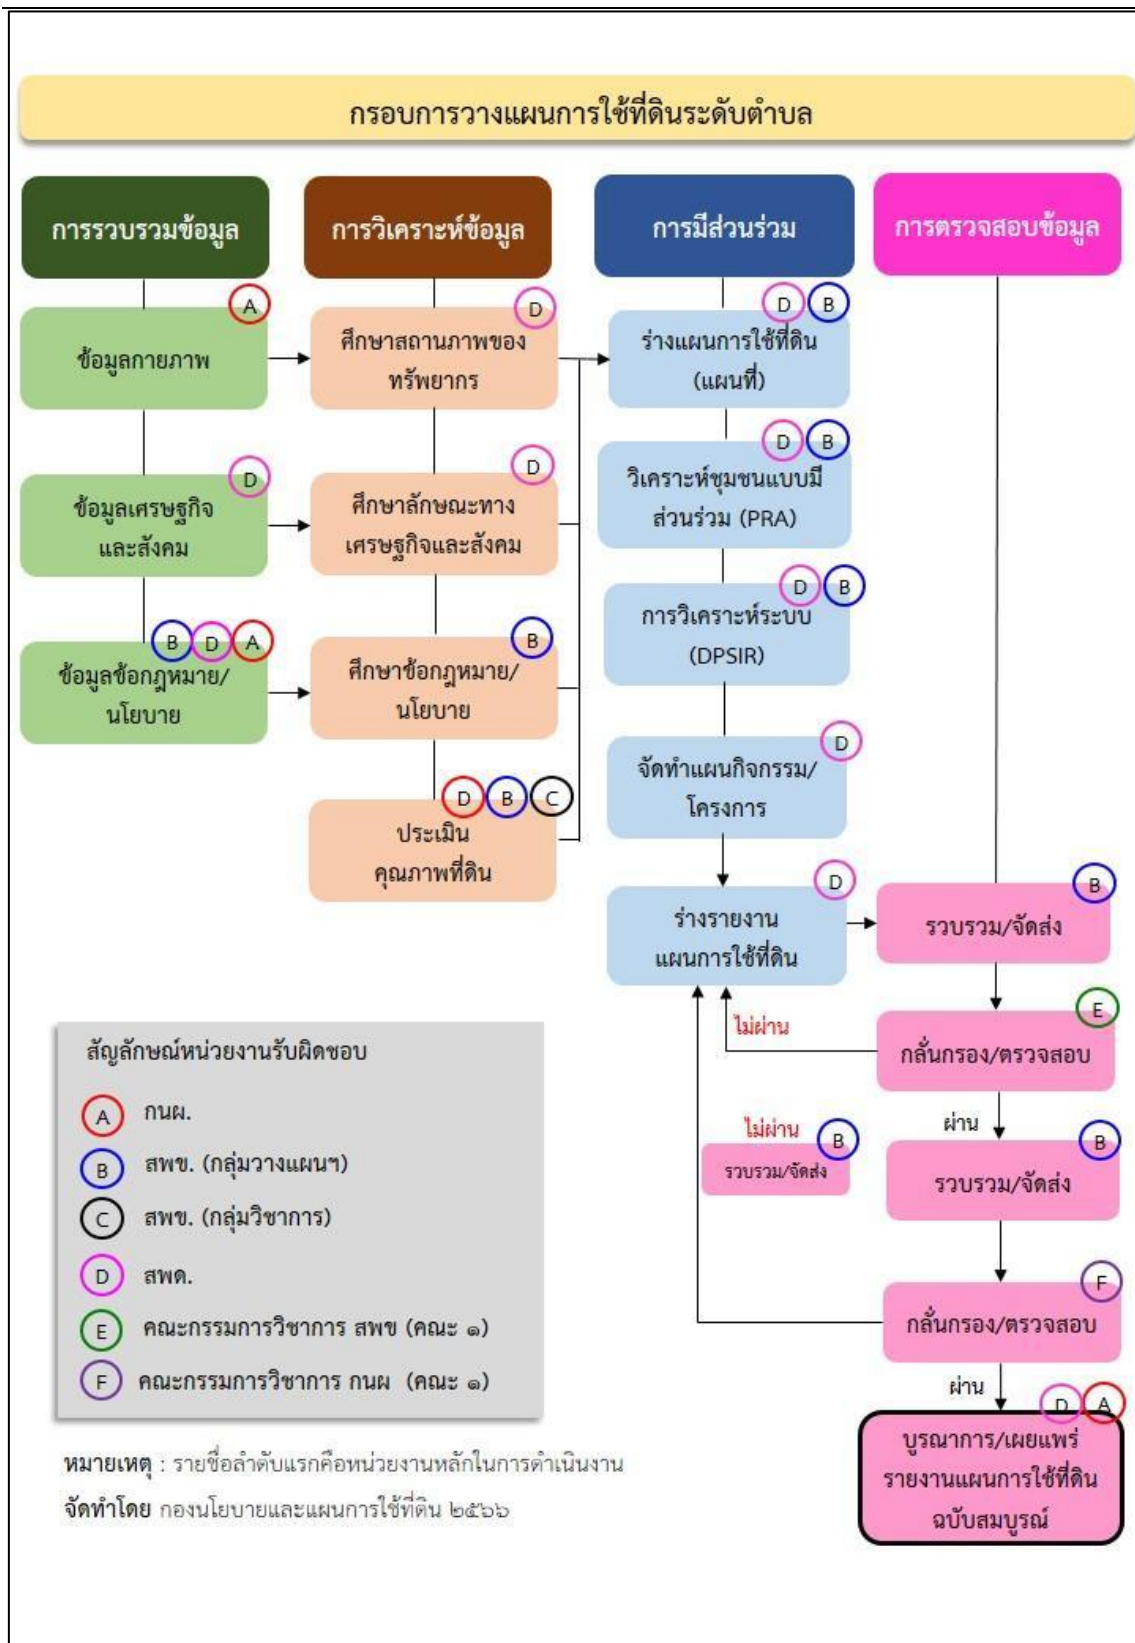 กรอบการวางแผนการใช้ที่ดินระดับตำบล
การรวบรวมข้อมูล
A
ข้อมูลกายภาพ
D
ข้อมูลเศรษฐกิจ
และสังคม
B D A
ข้อมูลข้อกฎหมาย/
นโยบาย
การวิเคราะห์ข้อมูล
D
ศึกษาสถานภาพของ
ทรัพยากร
D
ศึกษาลักษณะทาง
เศรษฐกิจและสังคม
B
ศึกษาข้อกฎหมาย/
นโยบาย
D B C
ประเมิน
คุณภาพที่ดิน
การมีส่วนร่วม
D B
ร่างแผนการใช้ที่ดิน
(แผนที่)
D B
วิเคราะห์ชุมชนแบบมี
ส่วนร่วม (PRA)
D B
การวิเคราะห์ระบบ
(DPSIR)
D
จัดทำแผนกิจกรรม/
โครงการ
D
ร่างรายงาน
แผนการใช้ที่ดิน
การตรวจสอบข้อมูล
B
รวบรวม/จัดส่ง
E
กลั่นกรอง/ตรวจสอบ
ไม่ผ่าน
ผ่าน
B
รวบรวม/จัดส่ง
ไม่ผ่าน
B
รวบรวม/จัดส่ง
F
กลั่นกรอง/ตรวจสอบ
ผ่าน
D A
บูรณาการ/เผยแพร่
รายงานแผนการใช้ที่ดิน
ฉบับสมบูรณ์
สัญลักษณ์หน่วยงานรับผิดชอบ
A กนผ.
B สพข. (กลุ่มวางแผนฯ)
C สพข. (กลุ่มวิชาการ)
D สพด.
E คณะกรรมการวิชาการ สพข (คณะ ๑)
F คณะกรรมการวิชาการ กนผ (คณะ ๑)
หมายเหตุ : รายชื่อลำดับแรกคือหน่วยงานหลักในการดำเนินงาน
จัดทำโดย กองนโยบายและแผนการใช้ที่ดิน ๒๕๖๖